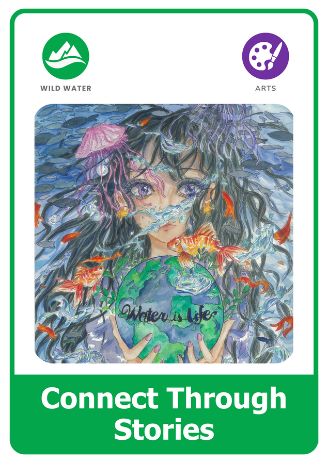 WILD WATER
ARTS
Water is Life
Connect Through
Stories